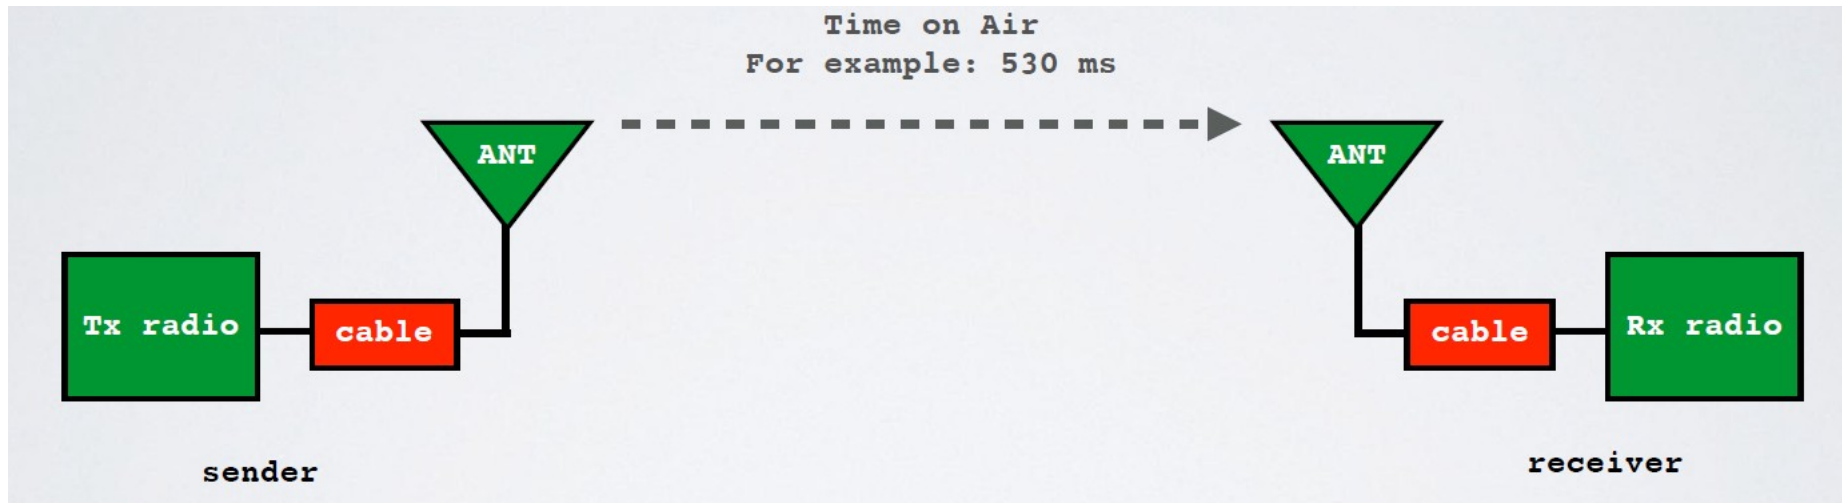 Time on Air
For example: 530 ms
ANT
ANT
Tx radio
cable
cable
Rx radio
sender
receiver